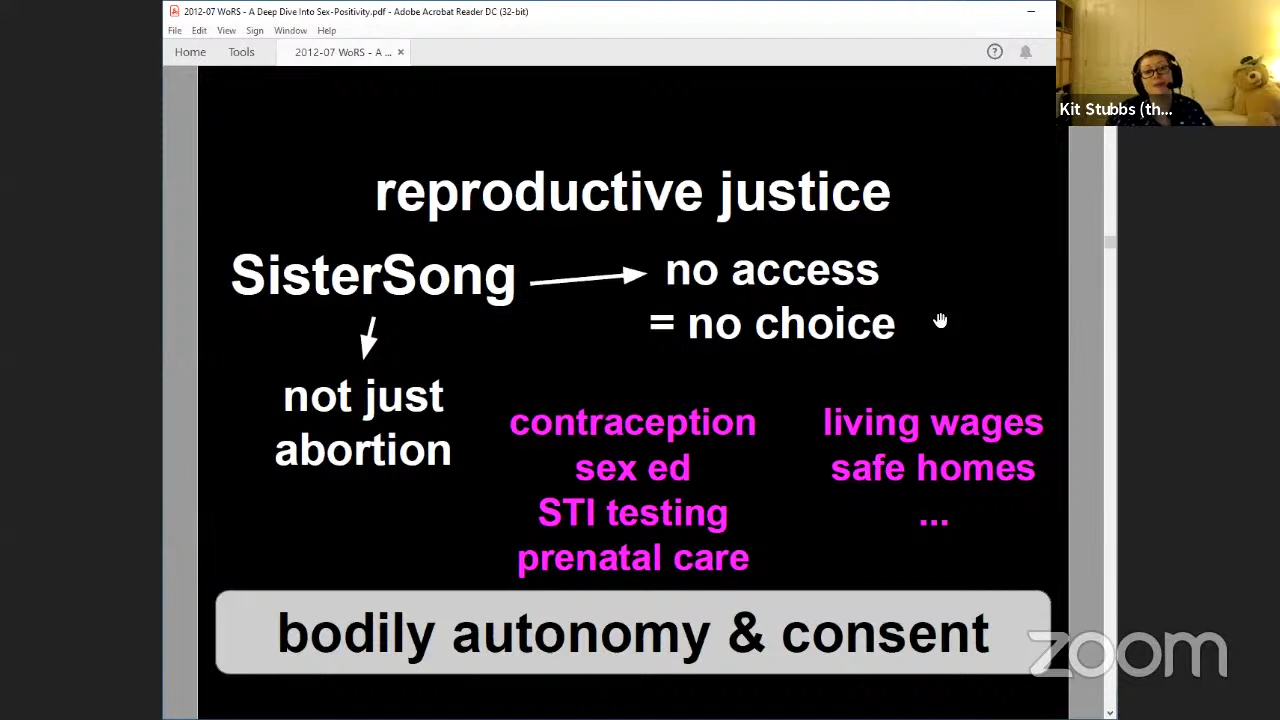 2012-07 WoRS - A Deep Dive Into Sex-Positivity.pdf - Adobe Acrobat Reader DC (32-bit)
File Edit View Sign Window Help
Home Tools 2012-07 WoRS - A ... ×
Kit Stubbs (th...
reproductive justice
SisterSong
no access
= no choice
not just
abortion
contraception
sex ed
STI testing
prenatal care
living wages
safe homes
...
bodily autonomy & consent
zoom